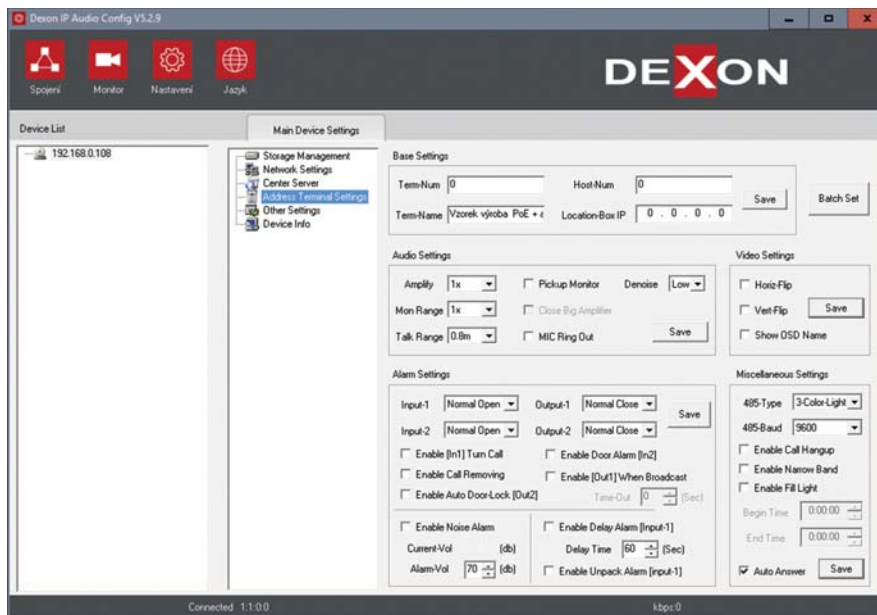 Dexon IP Audio Config V5.2.9
Spojení Monitor Nastavení Jazyk
DEXON
Device List
Main Device Settings
192.168.0.108
Storage Management
Network Settings
Center Server
Address Terminal Settings
Other Settings
Device Info
Base Settings
Term-Num 0 Host-Num 0
Save
Batch Set
Term-Name Vzorek výroba PoE + a Location-Box IP 0 . 0 . 0 . 0
Audio Settings
Amplify 1x Pickup Monitor Denoise Low
Mon Range 1x Close Big Amplifier
Talk Range 0.8m MIC Ring Out Save
Video Settings
Horiz-Flip
Vert-Flip Save
Show OSD Name
Alarm Settings
Input-1 Normal Open Output-1 Normal Close
Save
Input-2 Normal Open Output-2 Normal Close
Enable [In1] Turn Call Enable Door Alarm [In2]
Enable Call Removing Enable [Out1] When Broadcast
Enable Auto Door-Lock [Out2] Time-Out 0 (Sec)
Enable Noise Alarm Enable Delay Alarm [Input-1]
Current-Vol (db) Delay Time 60 (Sec)
Alarm-Vol 70 (db) Enable Unpack Alarm [input-1]
Miscellaneous Settings
485-Type 3-Color-Light
485-Baud 9600
Enable Call Hangup
Enable Narrow Band
Enable Fill Light
Begin Time 0:00:00
End Time 0:00:00
Auto Answer Save
Connected 1:1:0:0 kbps:0